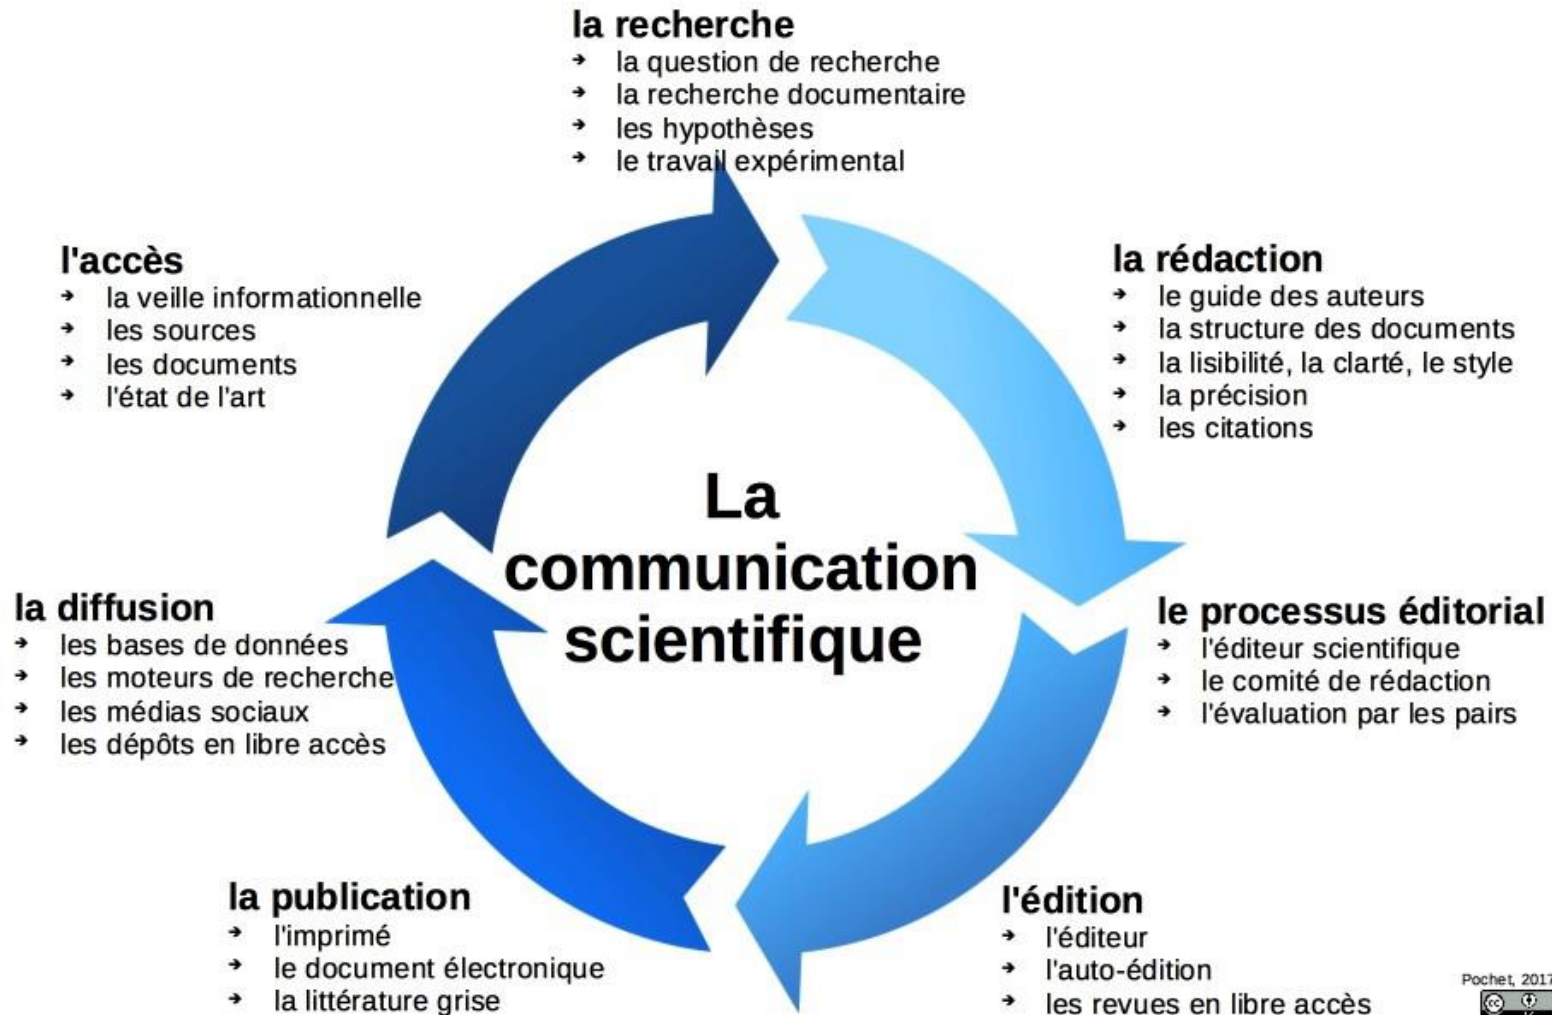 la recherche
➔ la question de recherche
➔ la recherche documentaire
➔ les hypothèses
➔ le travail expérimental
la rédaction
➔ le guide des auteurs
➔ la structure des documents
➔ la lisibilité, la clarté, le style
➔ la précision
➔ les citations
le processus éditorial
➔ l'éditeur scientifique
➔ le comité de rédaction
➔ l'évaluation par les pairs
l'édition
➔ l'éditeur
➔ l'auto-édition
➔ les revues en libre accès
la publication
➔ l'imprimé
➔ le document électronique
➔ la littérature grise
la diffusion
➔ les bases de données
➔ les moteurs de recherche
➔ les médias sociaux
➔ les dépôts en libre accès
l'accès
➔ la veille informationnelle
➔ les sources
➔ les documents
➔ l'état de l'art
La
communication
scientifique
Pochet, 2017
cc